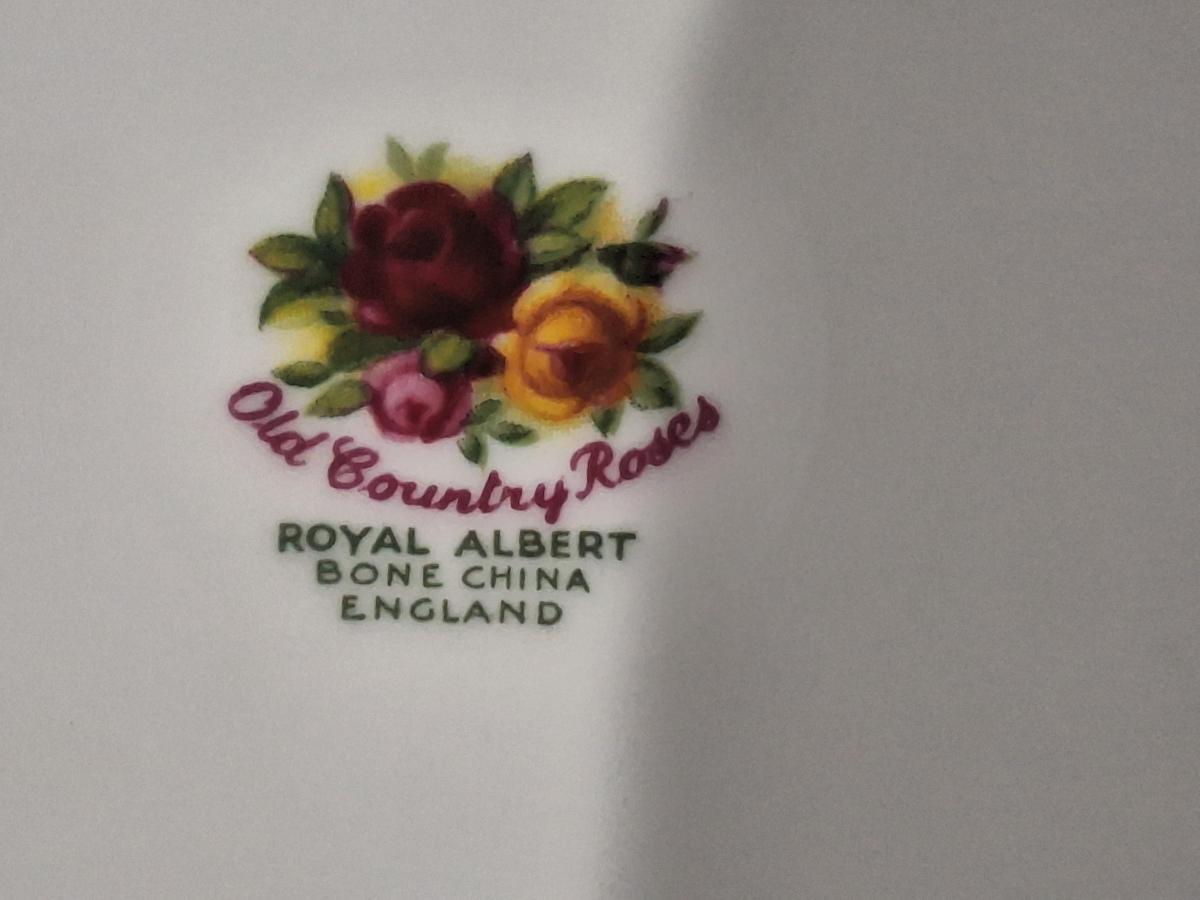 Old Country Roses
ROYAL ALBERT
BONE CHINA
ENGLAND